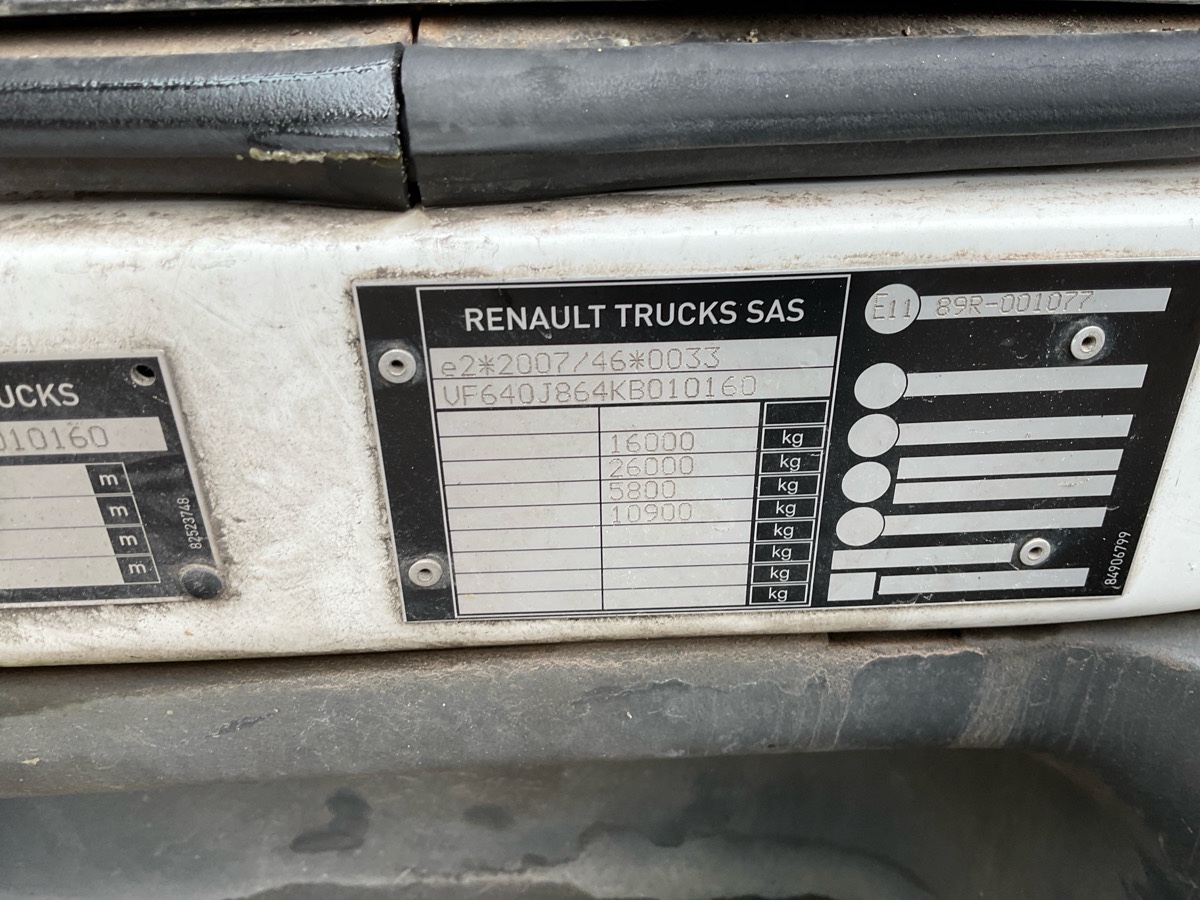 RENAULT TRUCKS SAS
e2*2007/46*0033
VF640J864KB010160
16000 kg
26000 kg
5800 kg
10900 kg
kg
kg
kg
kg
E11 89R-001077
84906799
UCKS
010160
m
m
m
m
82523748